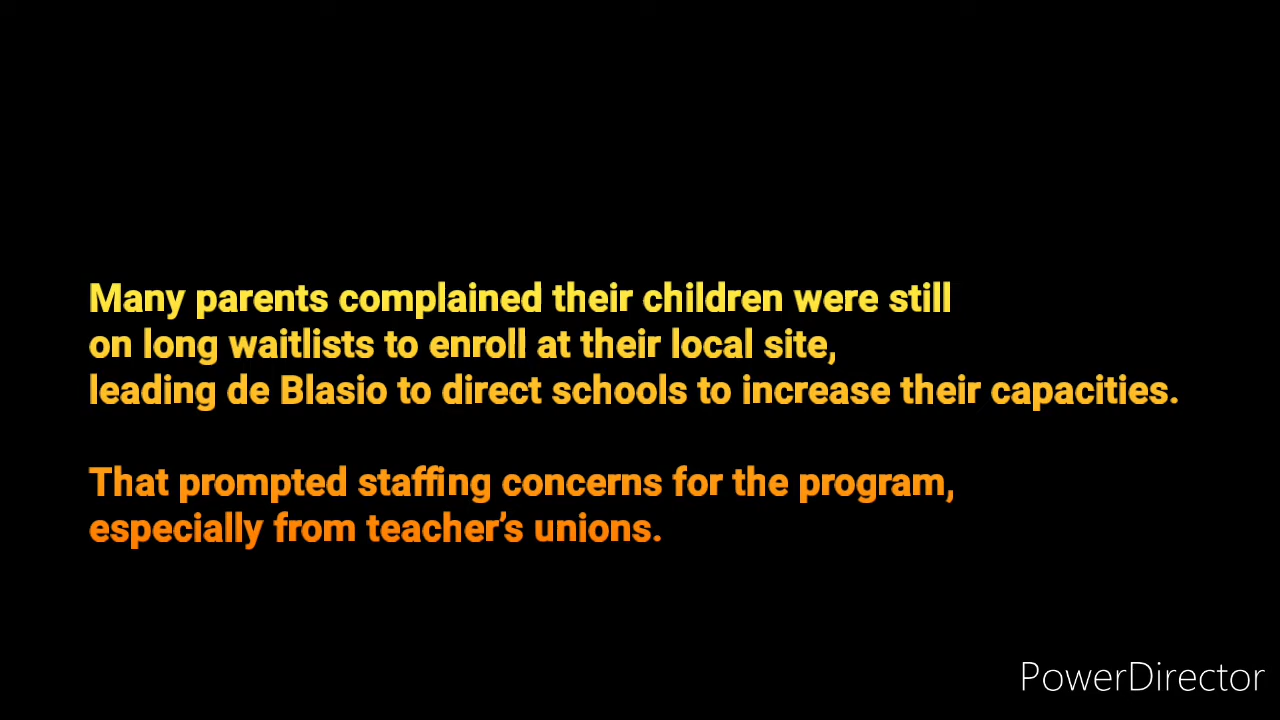 Many parents complained their children were still
on long waitlists to enroll at their local site,
leading de Blasio to direct schools to increase their capacities.
That prompted staffing concerns for the program,
especially from teacher’s unions.
PowerDirector